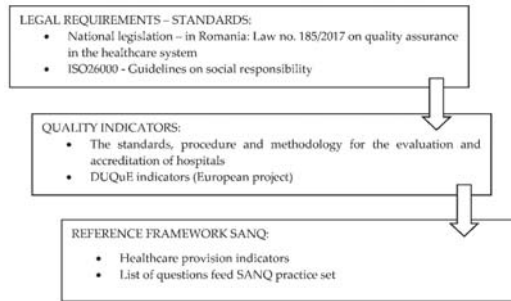 LEGAL REQUIREMENTS – STANDARDS:
• National legislation – in Romania: Law no. 185/2017 on quality assurance
in the healthcare system
• ISO26000 - Guidelines on social responsibility
QUALITY INDICATORS:
• The standards, procedure and methodology for the evaluation and
accreditation of hospitals
• DUQuE indicators (European project)
REFERENCE FRAMEWORK SANQ:
• Healthcare provision indicators
• List of questions feed SANQ practice set